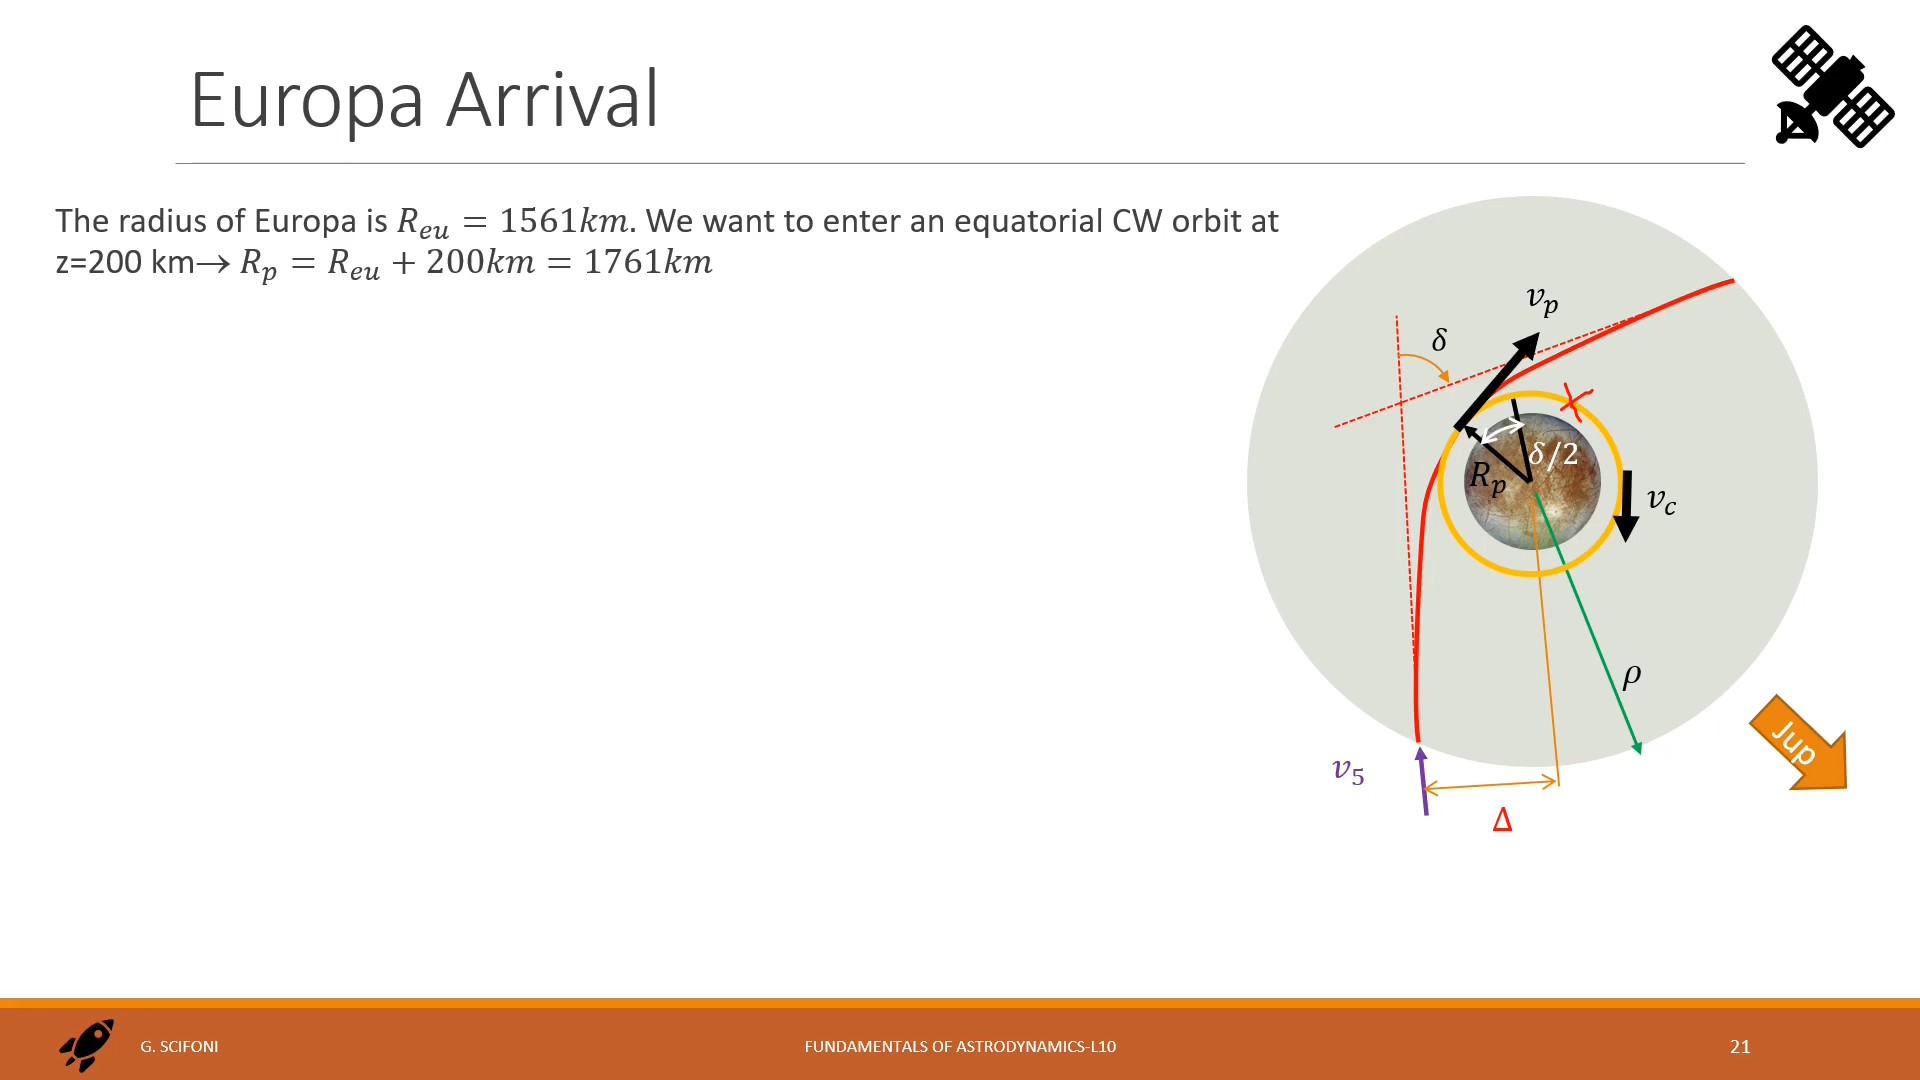 Europa Arrival
The radius of Europa is R_eu = 1561km. We want to enter an equatorial CW orbit at
z=200 km→ R_p = R_eu + 200km = 1761km
v_p
δ
δ/2
R_p
v_c
ρ
Jup
v_5
Δ
G. SCIFONI
FUNDAMENTALS OF ASTRODYNAMICS-L10
21